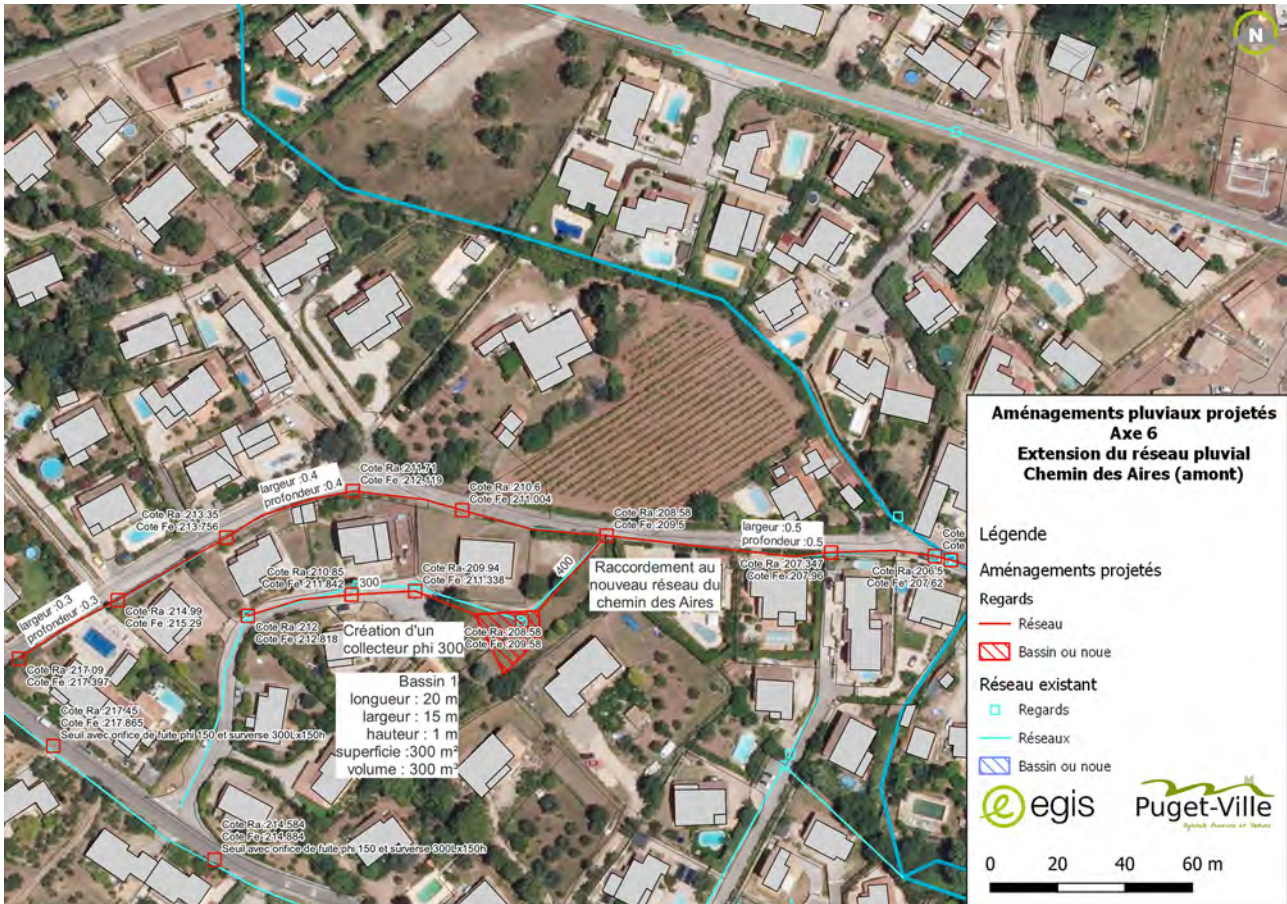 N
Aménagements pluviaux projetés
Axe 6
Extension du réseau pluvial
Chemin des Aires (amont)
Légende
Aménagements projetés
Regards
Réseau
Bassin ou noue
Réseau existant
Regards
Réseaux
Bassin ou noue
egis
Puget-Ville
0 20 40 60 m
Cote Ra :211.71
Cote Fe :212.119
largeur :0.4
profondeur :0.4
Cote Ra :210.6
Cote Fe :211.004
Cote Ra :213.35
Cote Fe :213.756
Cote Ra :208.58
Cote Fe :209.5
largeur :0.5
profondeur :0.5
Cote
Cote
Cote Ra :207.347
Cote Fe :207.96
Cote Ra :206.5
Cote Fe :207.62
400
Raccordement au
nouveau réseau du
chemin des Aires
Cote Ra :210.85
Cote Fe :211.842
300
Cote Ra :209.94
Cote Fe :211.338
largeur :0.3
profondeur :0.3
Cote Ra :214.99
Cote Fe :215.29
Cote Ra :212
Cote Fe :212.818
Création d'un
collecteur phi 300
Cote Ra :208.58
Cote Fe :209.58
Cote Ra :217.09
Cote Fe :217.397
Bassin 1
longueur : 20 m
largeur : 15 m
hauteur : 1 m
superficie :300 m²
volume : 300 m³
Cote Ra :217.45
Cote Fe :217.865
Seuil avec orifice de fuite phi 150 et surverse 300Lx150h
Cote Ra :214.584
Cote Fe :214.884
Seuil avec orifice de fuite phi 150 et surverse 300Lx150h